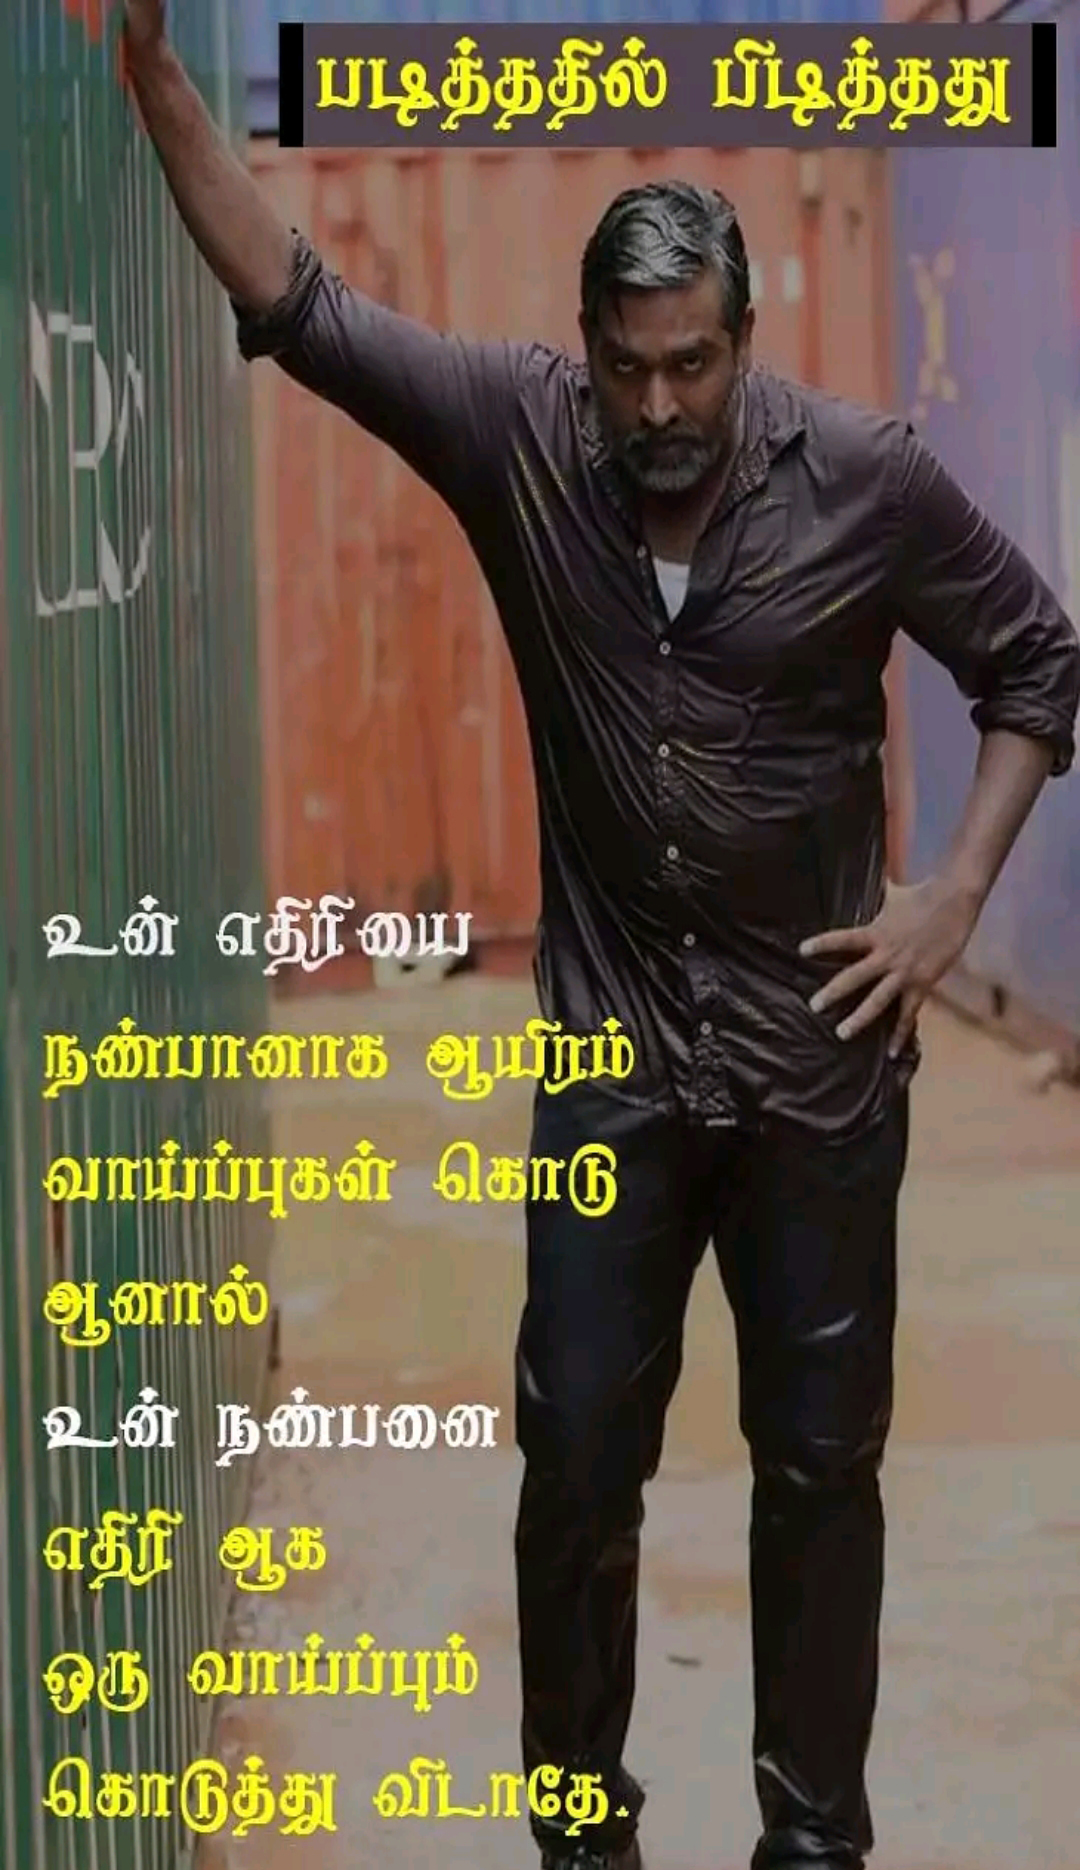 படித்ததில் பிடித்தது
உன் எதிரியை
நண்பானாக ஆயிரம்
வாய்ப்புகள் கொடு
ஆனால்
உன் நண்பனை
எதிரி ஆக
ஒரு வாய்ப்பும்
கொடுத்து விடாதே.